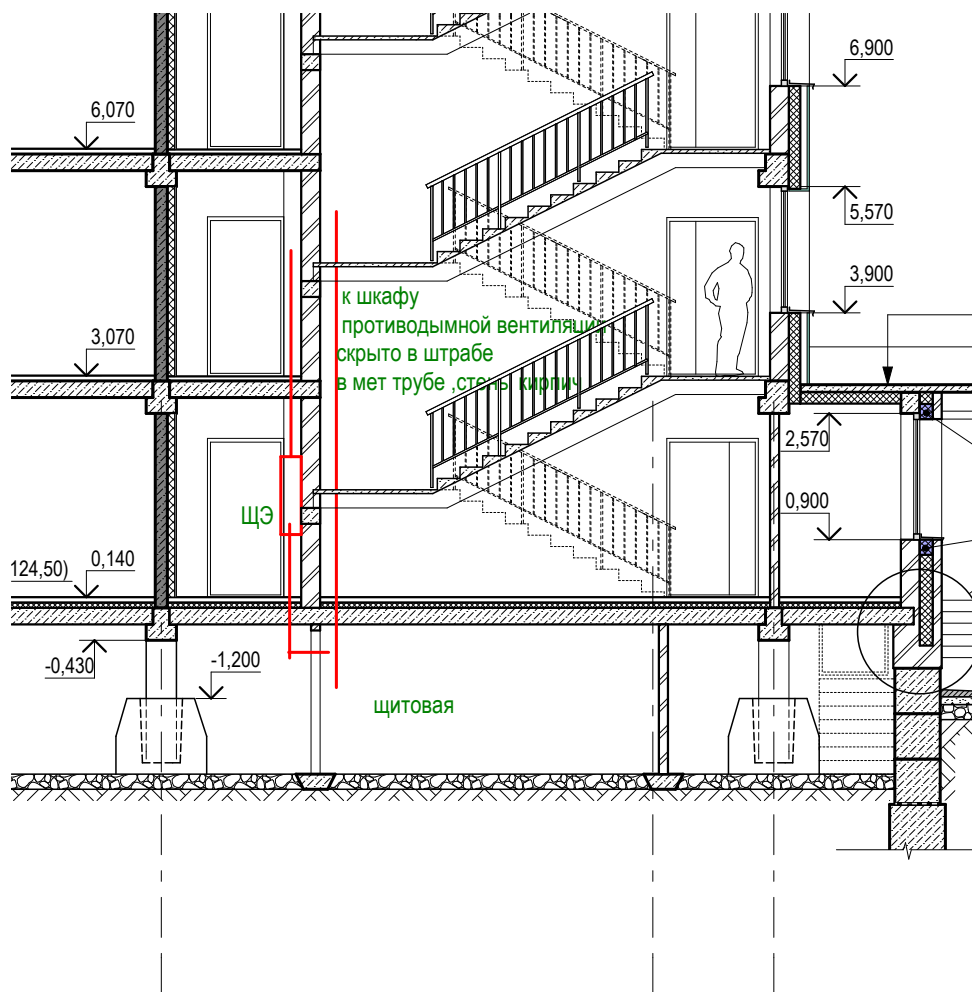 6,900
6,070
5,570
3,900
к шкафу
противодымной вентиляции
скрыто в штрабе
в мет трубе ,стены кирпич
3,070
2,570
0,900
ЩЭ
124,50) 0,140
-0,430
-1,200
щитовая